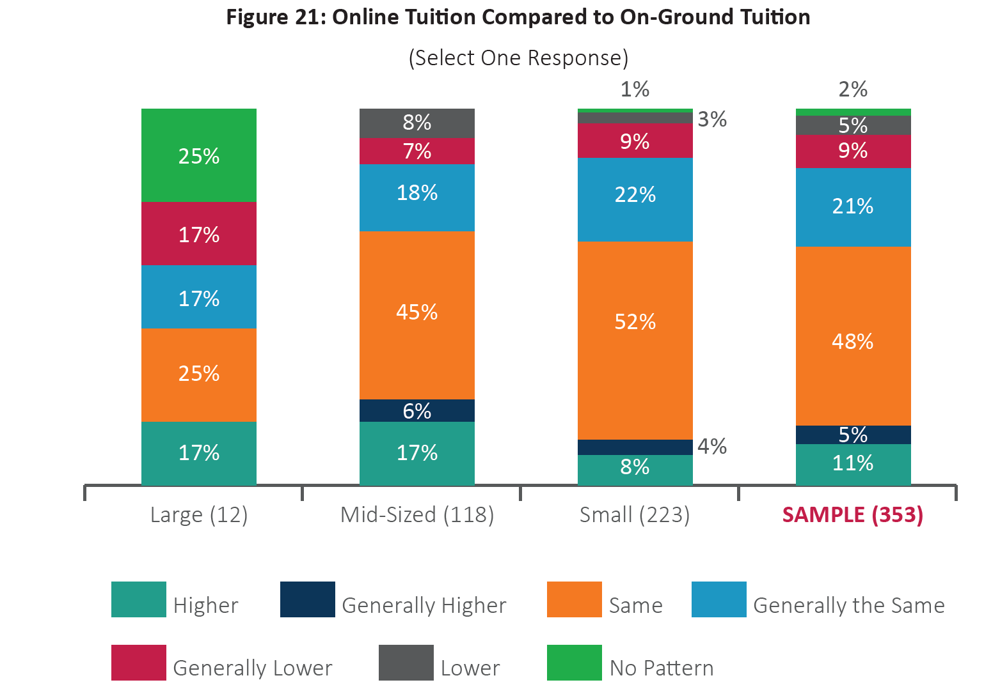 Figure 21: Online Tuition Compared to On-Ground Tuition
(Select One Response)
1% 2%
25% 17% 17% 25% 17%
8% 7% 18% 45% 6% 17%
3% 9% 22% 52% 4% 8%
5% 9% 21% 48% 5% 11%
Large (12) Mid-Sized (118) Small (223) SAMPLE (353)
Higher Generally Higher Same Generally the Same
Generally Lower Lower No Pattern